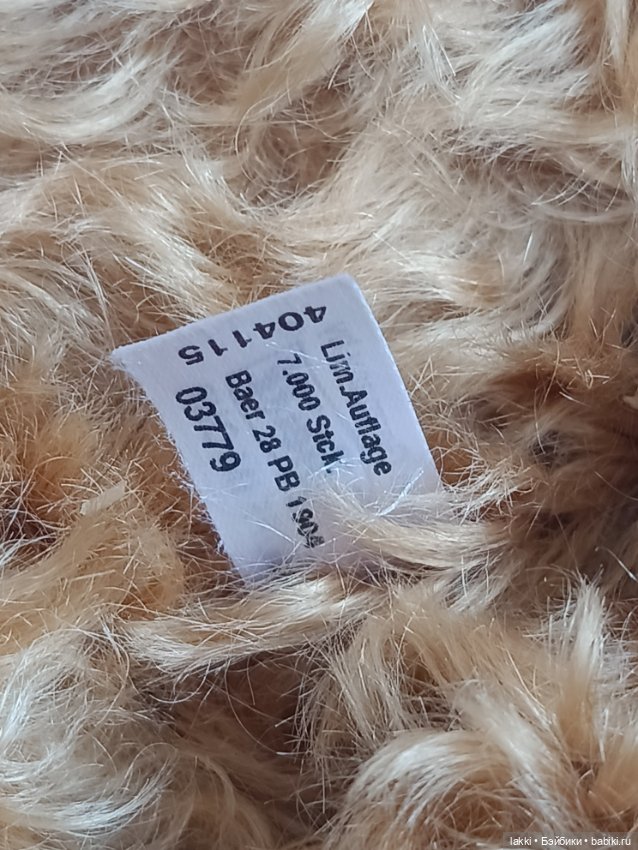 Lim.Auflage
7.000 Stck.
Baer 28 PB 1904
03779
404115
lakki • Бэйбики • babiki.ru